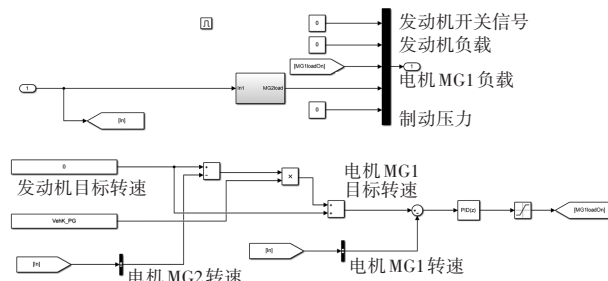 0
发动机开关信号
0
发动机负载
[MG1loadOn]
1
电机MG1负载
1
In1
MG2load
[In]
0
制动压力
0
发动机目标转速
电机MG1
目标转速
×
VehK_PG
PID(z)
[MG1loadOn]
[In]
电机MG2转速
[In]
电机MG1转速